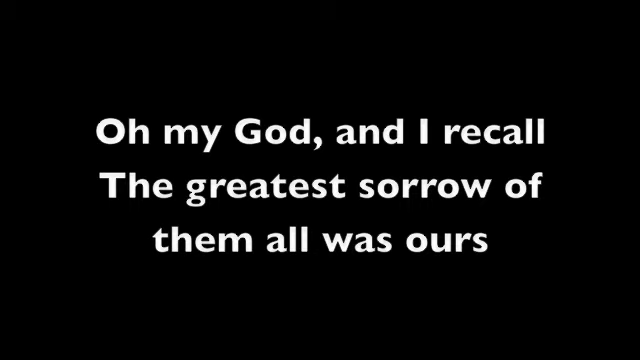 Oh my God, and I recall
The greatest sorrow of
them all was ours